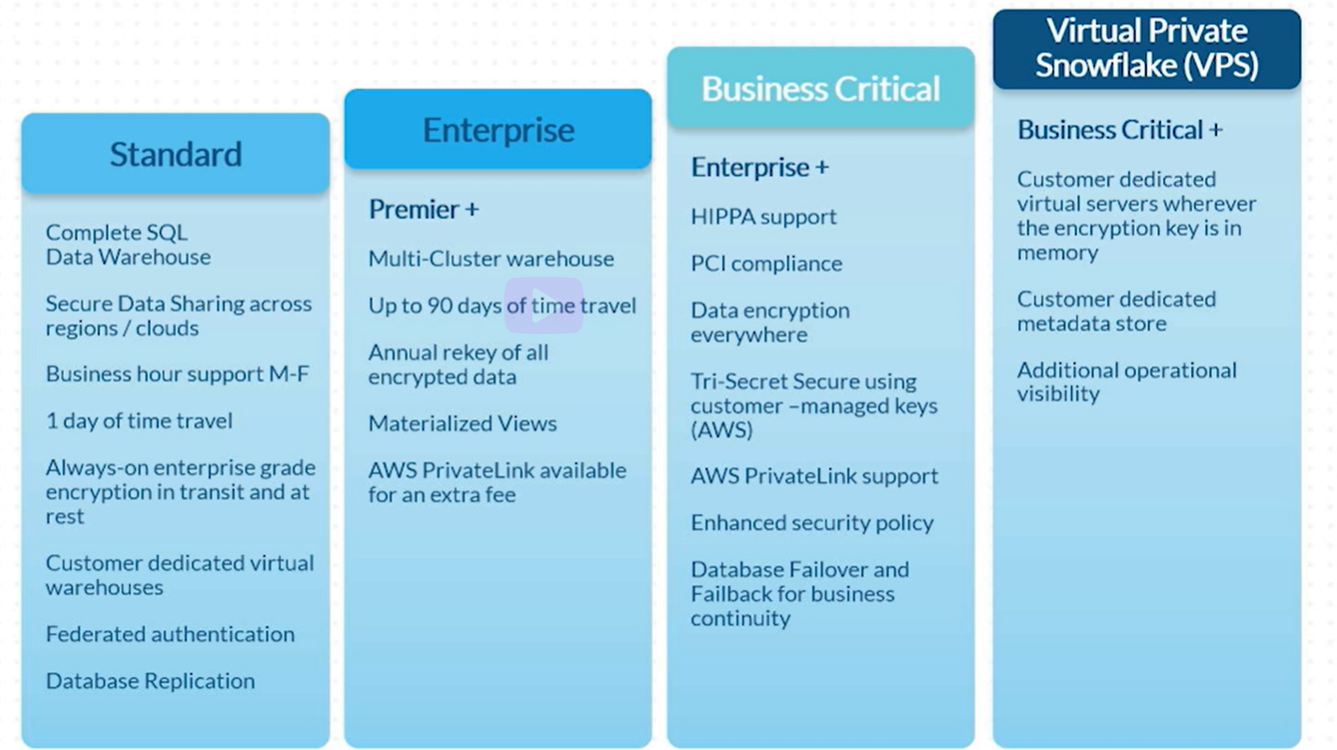 Standard
Complete SQL
Data Warehouse
Secure Data Sharing across
regions / clouds
Business hour support M-F
1 day of time travel
Always-on enterprise grade
encryption in transit and at
rest
Customer dedicated virtual
warehouses
Federated authentication
Database Replication
Enterprise
Premier +
Multi-Cluster warehouse
Up to 90 days of time travel
Annual rekey of all
encrypted data
Materialized Views
AWS PrivateLink available
for an extra fee
Business Critical
Enterprise +
HIPPA support
PCI compliance
Data encryption
everywhere
Tri-Secret Secure using
customer –managed keys
(AWS)
AWS PrivateLink support
Enhanced security policy
Database Failover and
Failback for business
continuity
Virtual Private
Snowflake (VPS)
Business Critical +
Customer dedicated
virtual servers wherever
the encryption key is in
memory
Customer dedicated
metadata store
Additional operational
visibility